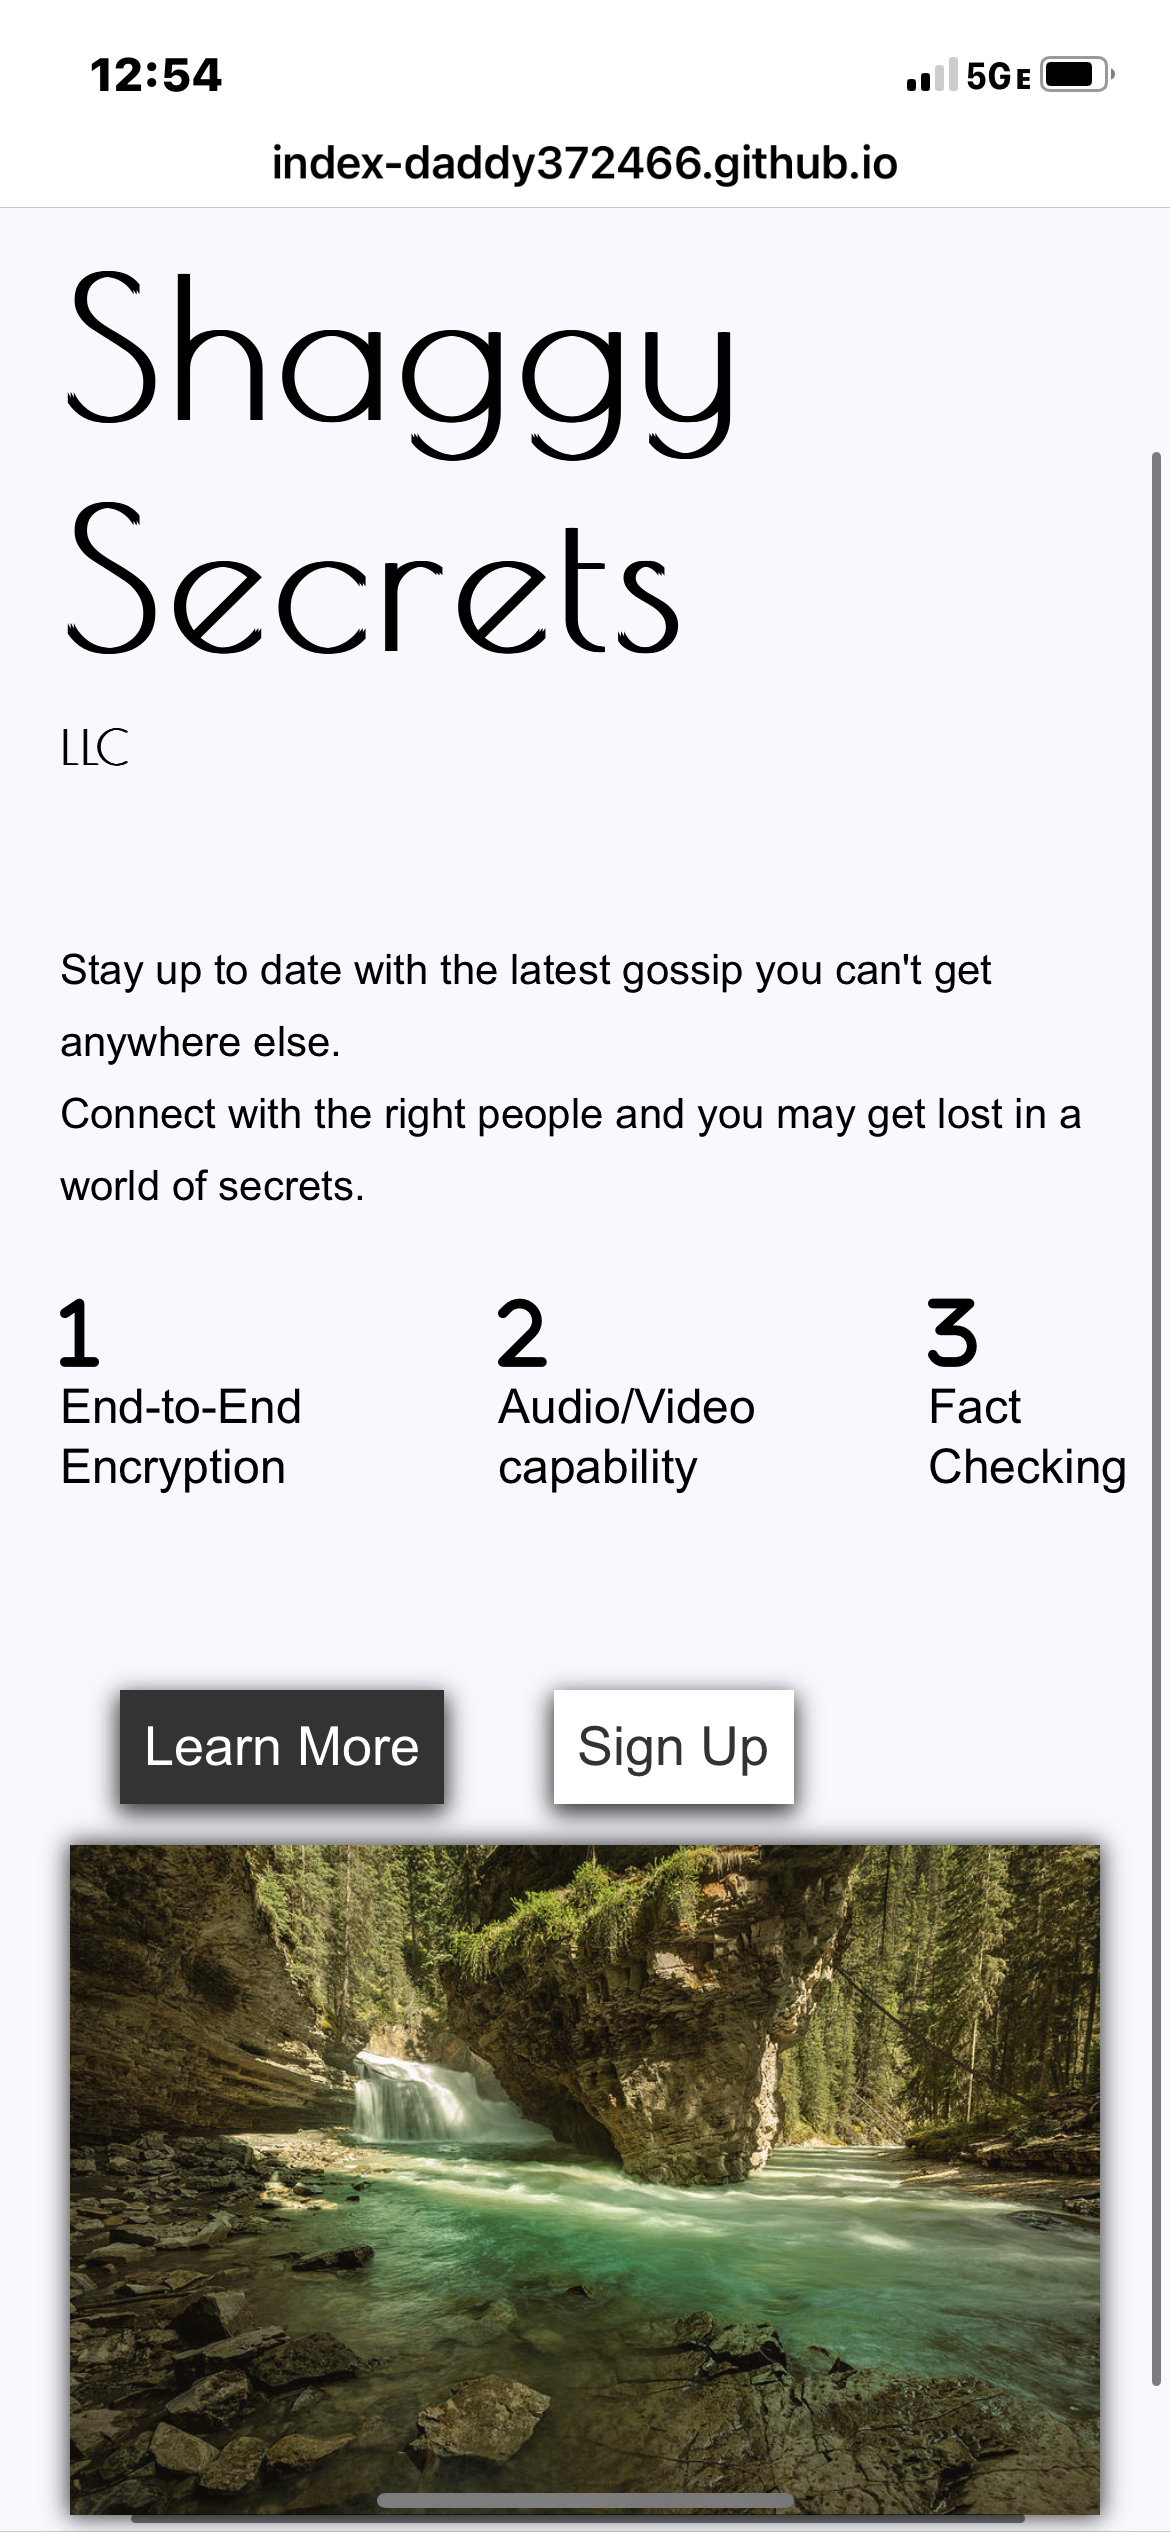 12:54
5GE
index-daddy372466.github.io
Shaggy
Secrets
LLC
Stay up to date with the latest gossip you can't get
anywhere else.
Connect with the right people and you may get lost in a
world of secrets.
1
End-to-End
Encryption
2
Audio/Video
capability
3
Fact
Checking
Learn More
Sign Up